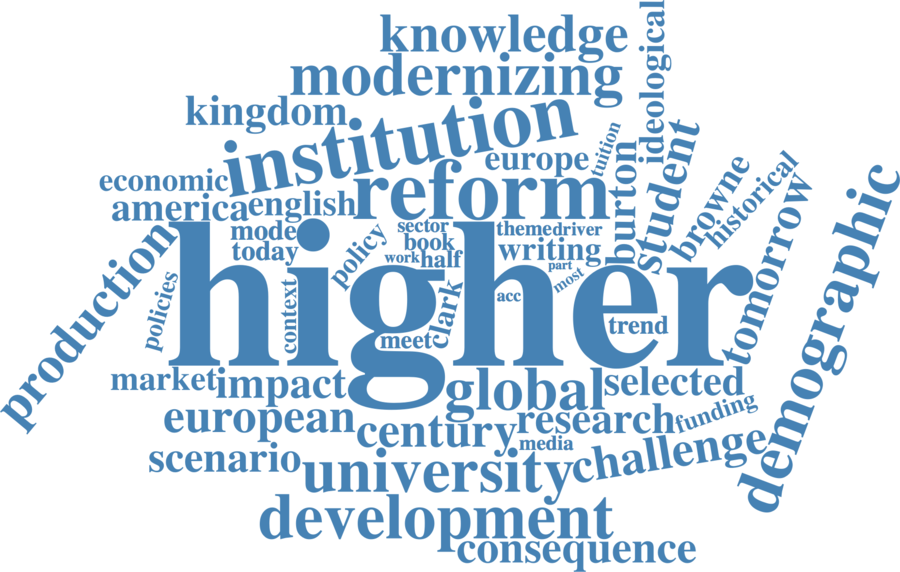 knowledge
modernizing
ideological
kingdom
institution
tuition
student
europe
burton
economic
reform
browne
historical
america
english
tomorrow
demographic
mode
policy
sector
theme
driver
today
book
writing
work
half
part
most
production
higher
policies
context
clark
acc
meet
trend
market
impact
global
selected
european
century
research
funding
media
scenario
university
challenge
development
consequence